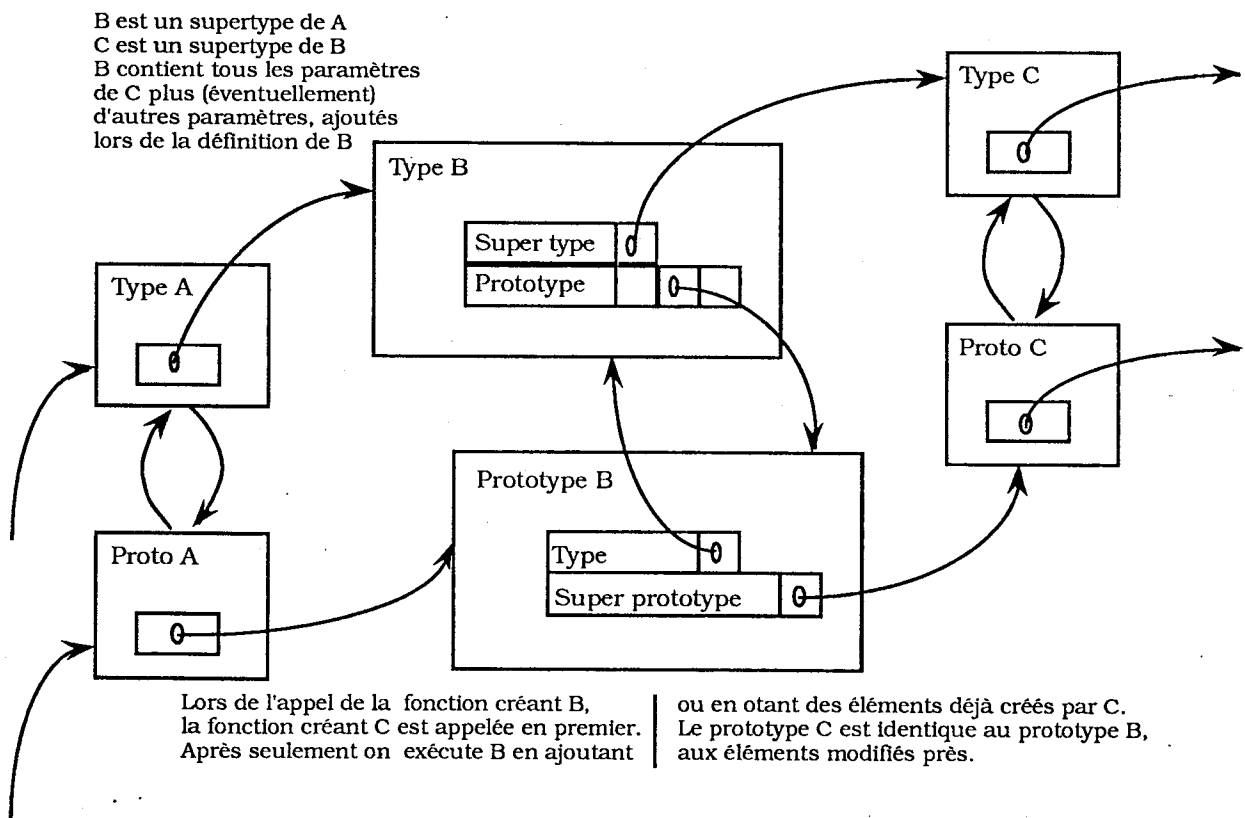 B est un supertype de A
C est un supertype de B
B contient tous les paramètres
de C plus (éventuellement)
d'autres paramètres, ajoutés
lors de la définition de B
Type C
Type B
Super type
Prototype
Type A
Proto C
Prototype B
Type
Super prototype
Proto A
Lors de l'appel de la fonction créant B,
la fonction créant C est appelée en premier.
Après seulement on exécute B en ajoutant
ou en otant des éléments déjà créés par C.
Le prototype C est identique au prototype B,
aux éléments modifiés près.